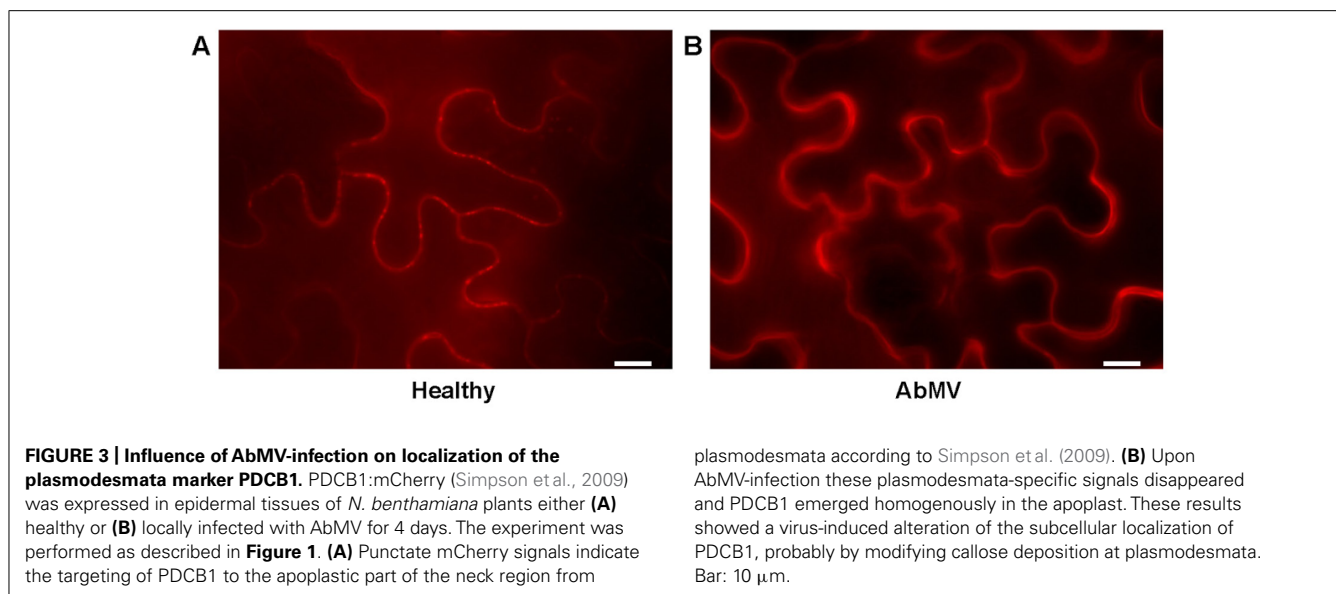 A
B
Healthy
AbMV
FIGURE 3 | Influence of AbMV-infection on localization of the
plasmodesmata marker PDCB1. PDCB1:mCherry (Simpson et al., 2009)
was expressed in epidermal tissues of N. benthamiana plants either (A)
healthy or (B) locally infected with AbMV for 4 days. The experiment was
performed as described in Figure 1. (A) Punctate mCherry signals indicate
the targeting of PDCB1 to the apoplastic part of the neck region from
plasmodesmata according to Simpson et al. (2009). (B) Upon
AbMV-infection these plasmodesmata-specific signals disappeared
and PDCB1 emerged homogenously in the apoplast. These results
showed a virus-induced alteration of the subcellular localization of
PDCB1, probably by modifying callose deposition at plasmodesmata.
Bar: 10 μm.